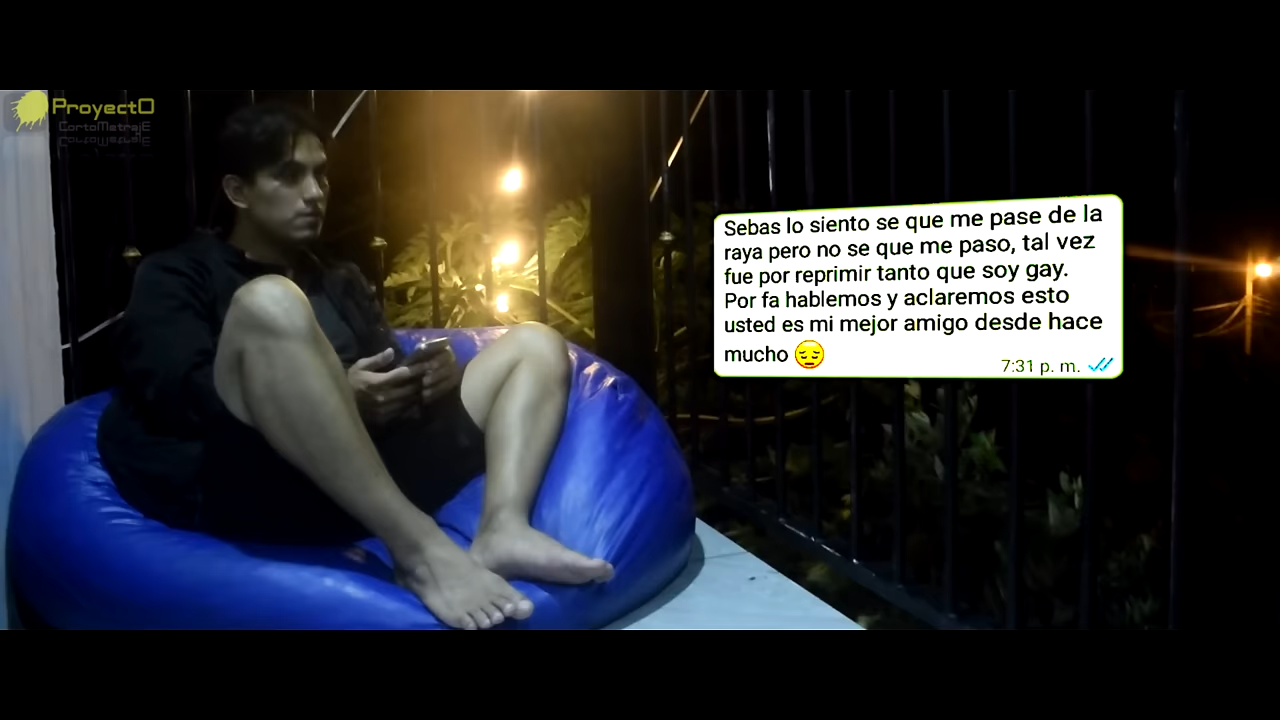 ProyectO
CortoMetrajE
Sebas lo siento se que me pase de la
raya pero no se que me paso, tal vez
fue por reprimir tanto que soy gay.
Por fa hablemos y aclaremos esto
usted es mi mejor amigo desde hace
mucho 😔
7:31 p. m.